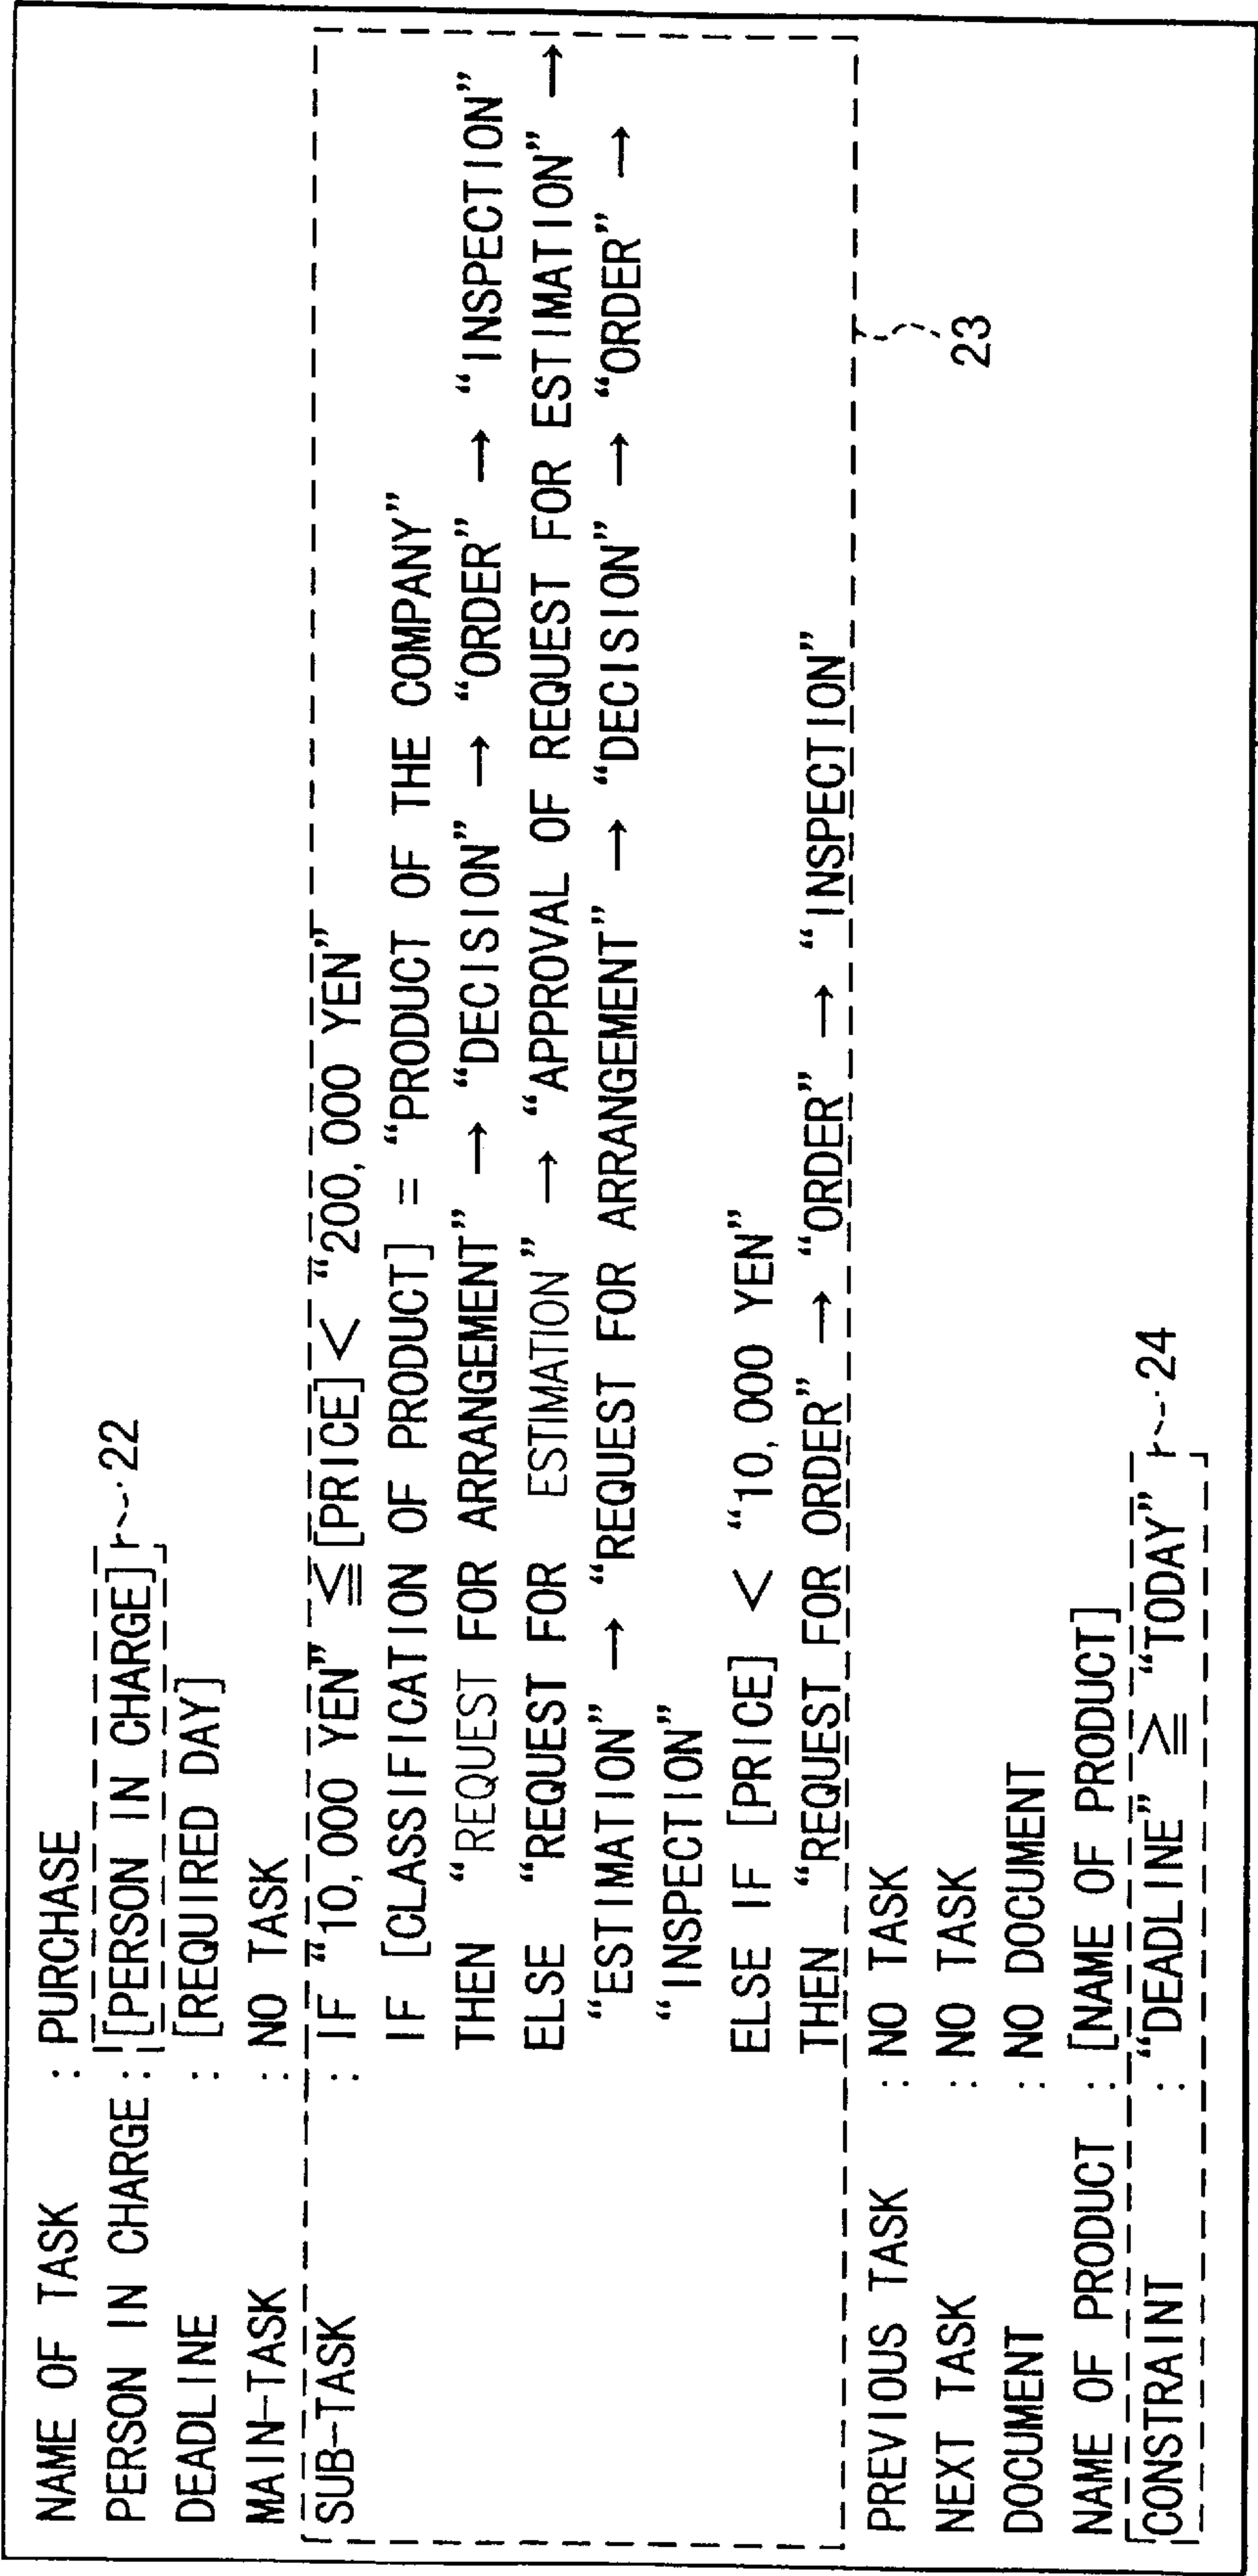 NAME OF TASK : PURCHASE
PERSON IN CHARGE : [PERSON IN CHARGE] 22
DEADLINE : [REQUIRED DAY]
MAIN-TASK : NO TASK
SUB-TASK : IF “10,000 YEN” ≦ [PRICE] < “200,000 YEN”
IF [CLASSIFICATION OF PRODUCT] = “PRODUCT OF THE COMPANY”
THEN “REQUEST FOR ARRANGEMENT” → “DECISION” → “ORDER” → “INSPECTION”
ELSE “REQUEST FOR ESTIMATION” → “APPROVAL OF REQUEST FOR ESTIMATION” →
“ESTIMATION” → “REQUEST FOR ARRANGEMENT” → “DECISION” → “ORDER” →
“INSPECTION”
ELSE IF [PRICE] < “10,000 YEN”
THEN “REQUEST FOR ORDER” → “ORDER” → “INSPECTION”
23
PREVIOUS TASK : NO TASK
NEXT TASK : NO TASK
DOCUMENT : NO DOCUMENT
NAME OF PRODUCT : [NAME OF PRODUCT]
CONSTRAINT : “DEADLINE” ≧ “TODAY” 24